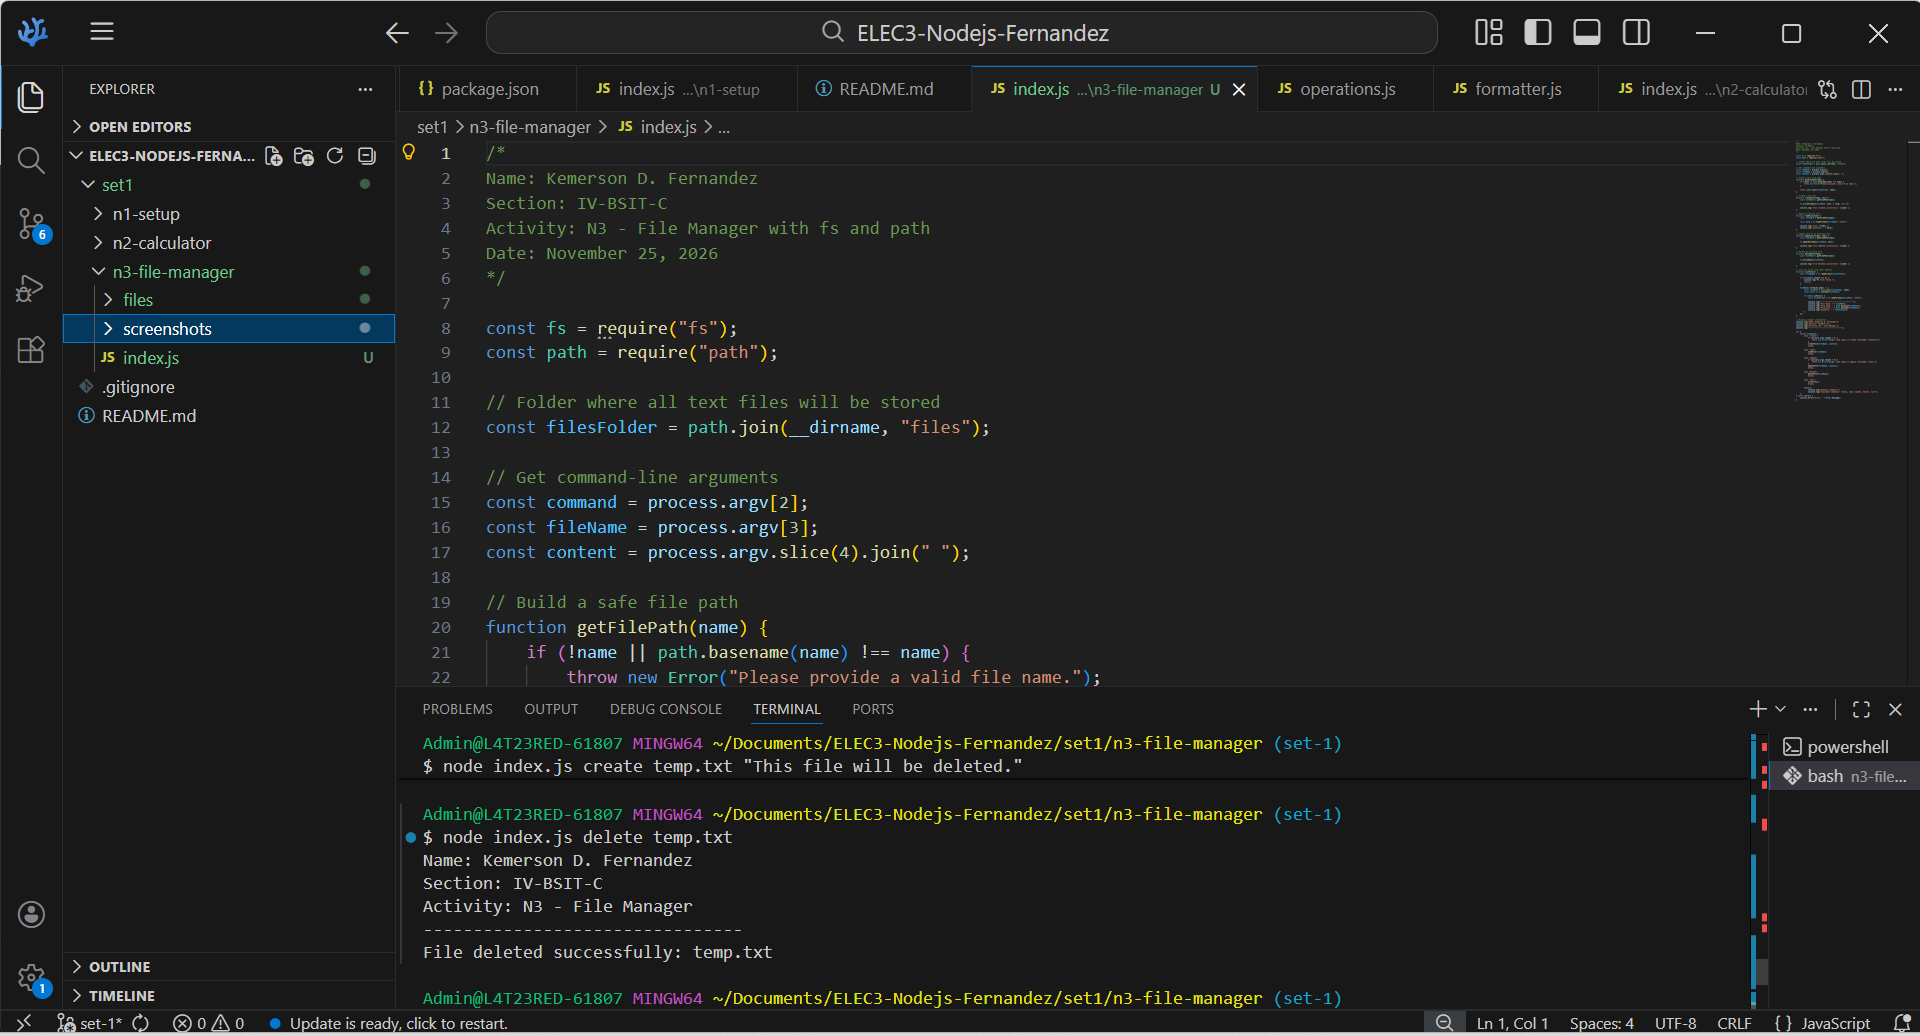 ELEC3-Nodejs-Fernandez
EXPLORER
OPEN EDITORS
ELEC3-NODEJS-FERNA...
set1
n1-setup
n2-calculator
n3-file-manager
files
screenshots
JS index.js U
.gitignore
README.md
OUTLINE
TIMELINE
6
1
{} package.json
JS index.js ...\n1-setup
README.md
JS index.js ...\n3-file-manager U
JS operations.js
JS formatter.js
JS index.js ...\n2-calculator
set1 > n3-file-manager > JS index.js > ...
1 /*
2 Name: Kemerson D. Fernandez
3 Section: IV-BSIT-C
4 Activity: N3 - File Manager with fs and path
5 Date: November 25, 2026
6 */
7
8 const fs = require("fs");
9 const path = require("path");
10
11 // Folder where all text files will be stored
12 const filesFolder = path.join(__dirname, "files");
13
14 // Get command-line arguments
15 const command = process.argv[2];
16 const fileName = process.argv[3];
17 const content = process.argv.slice(4).join(" ");
18
19 // Build a safe file path
20 function getFilePath(name) {
21 if (!name || path.basename(name) !== name) {
22 throw new Error("Please provide a valid file name.");
PROBLEMS OUTPUT DEBUG CONSOLE TERMINAL PORTS
Admin@L4T23RED-61807 MINGW64 ~/Documents/ELEC3-Nodejs-Fernandez/set1/n3-file-manager (set-1)
$ node index.js create temp.txt "This file will be deleted."
Admin@L4T23RED-61807 MINGW64 ~/Documents/ELEC3-Nodejs-Fernandez/set1/n3-file-manager (set-1)
$ node index.js delete temp.txt
Name: Kemerson D. Fernandez
Section: IV-BSIT-C
Activity: N3 - File Manager
--------------------------------
File deleted successfully: temp.txt
Admin@L4T23RED-61807 MINGW64 ~/Documents/ELEC3-Nodejs-Fernandez/set1/n3-file-manager (set-1)
powershell
bash n3-file...
set-1* 0 0 Update is ready, click to restart.
Ln 1, Col 1 Spaces: 4 UTF-8 CRLF {} JavaScript